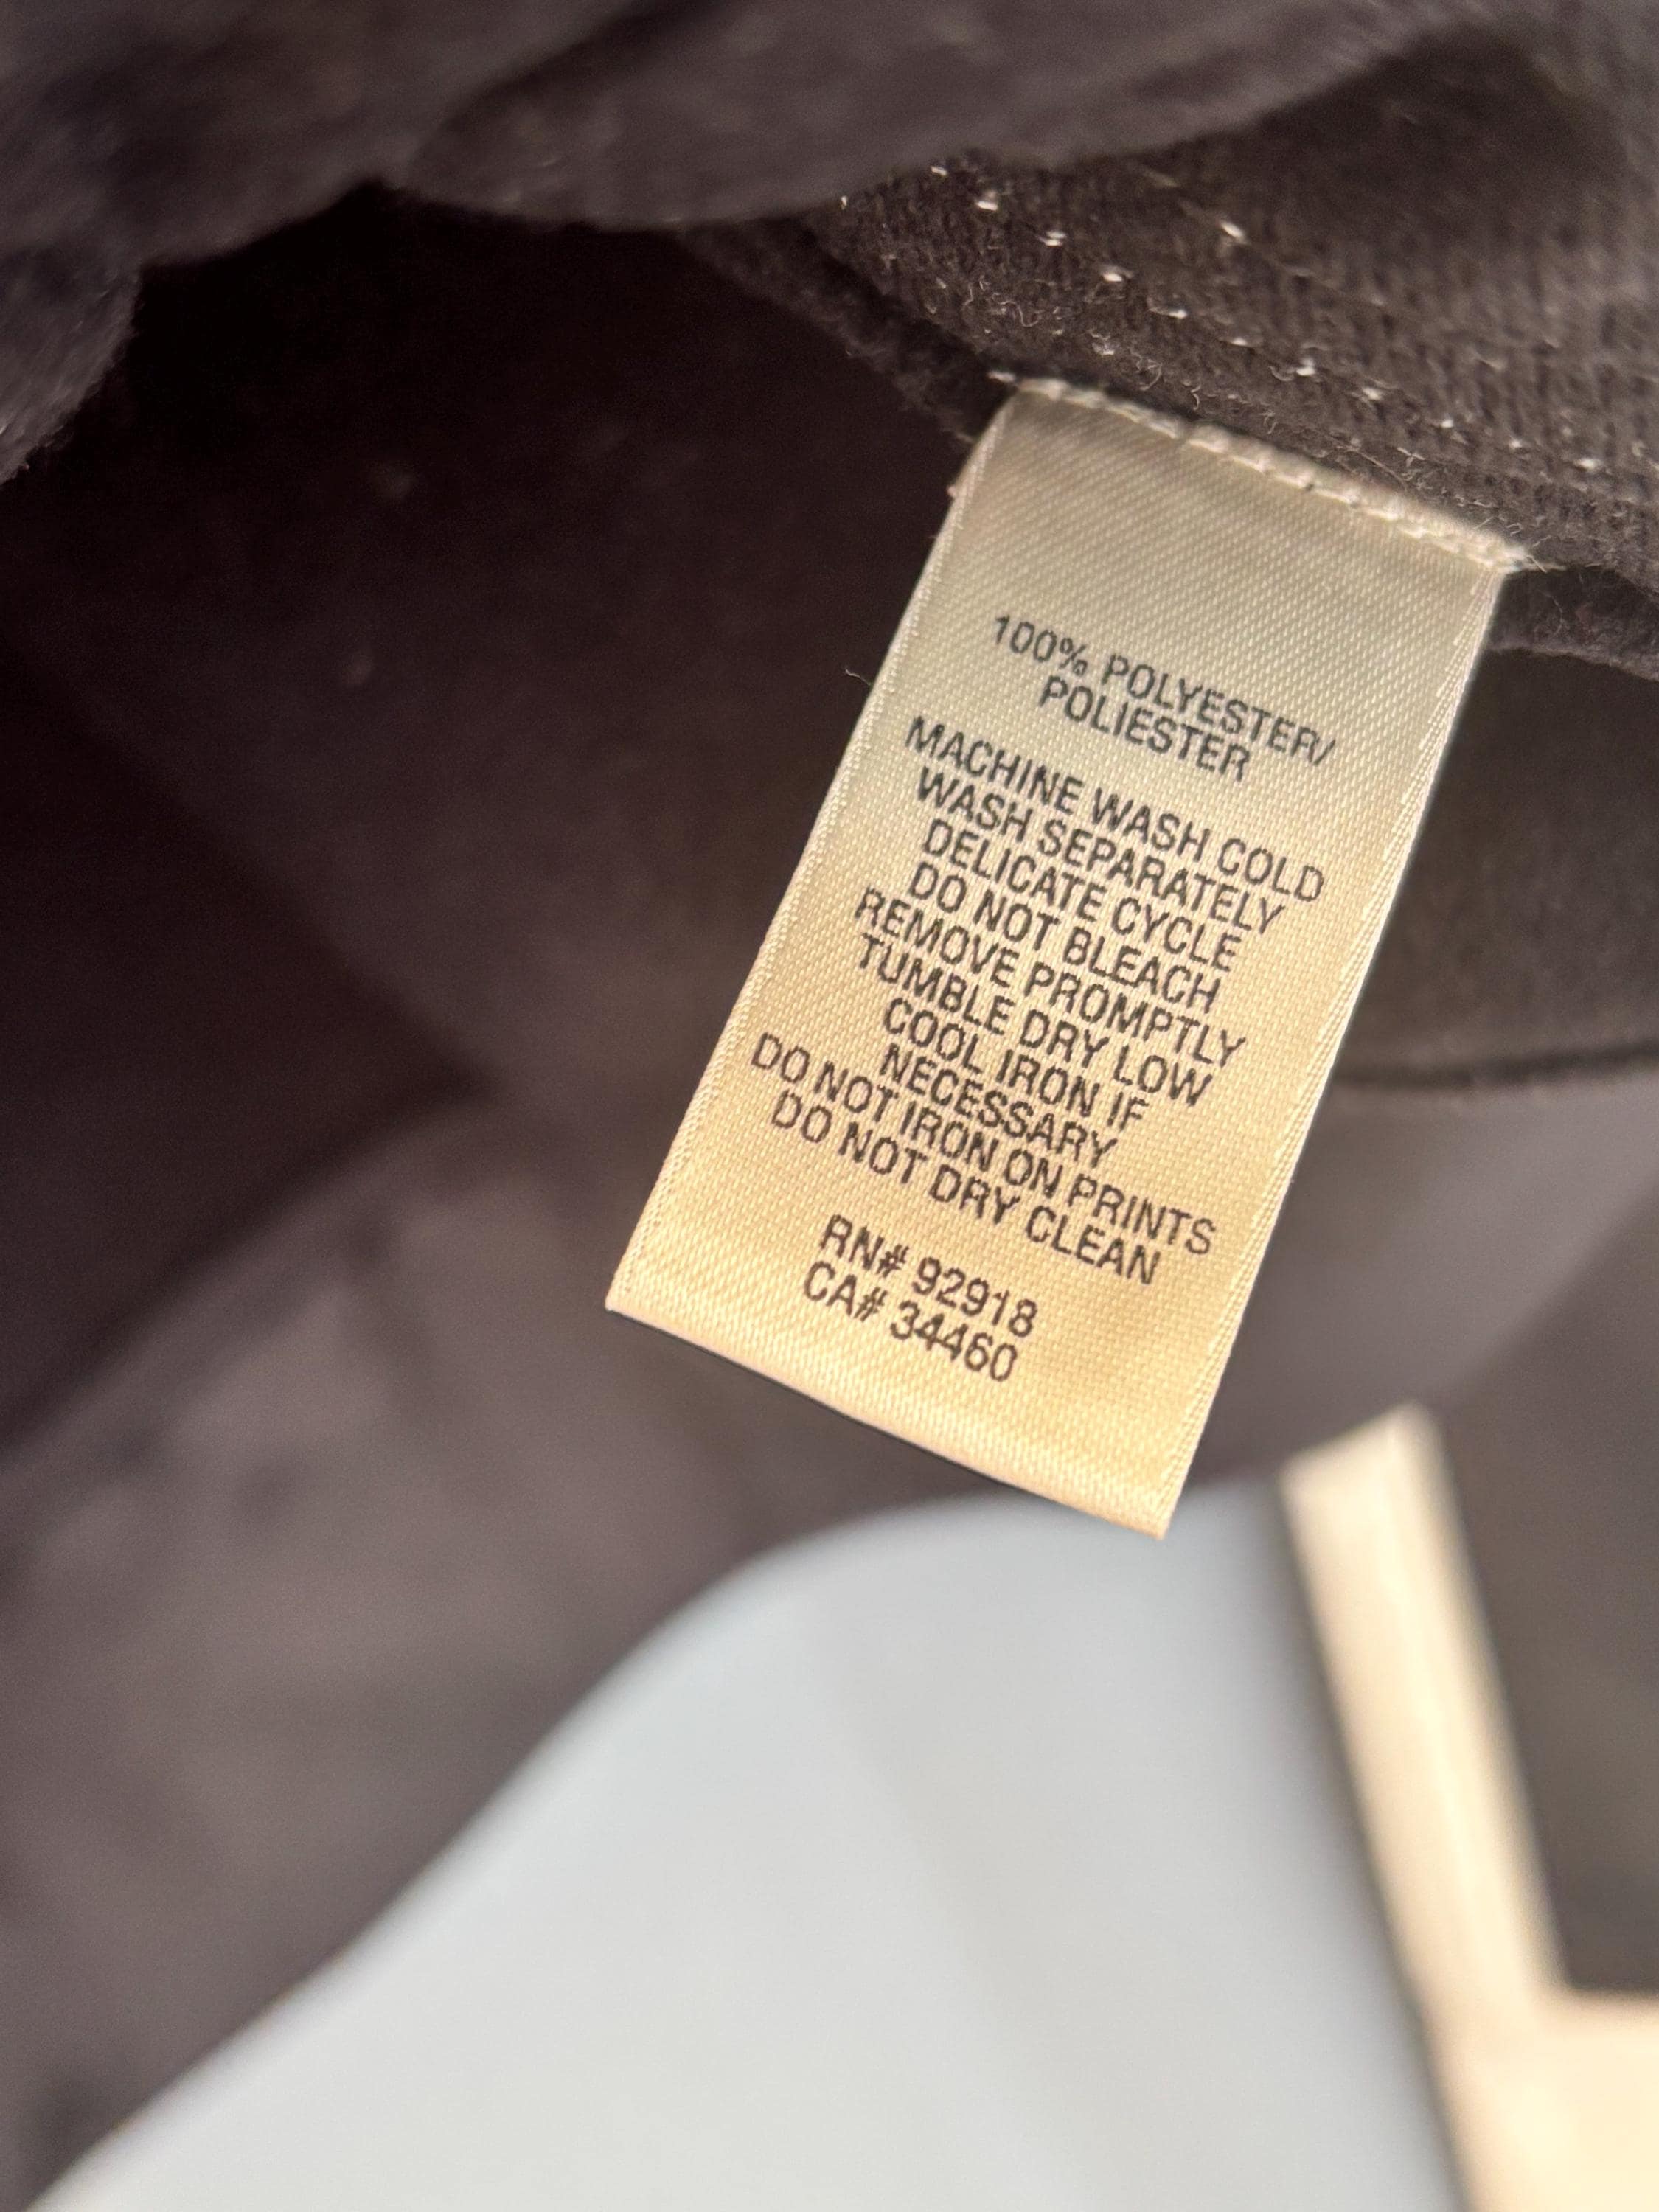 100% POLYESTER/
POLIESTER
MACHINE WASH COLD
WASH SEPARATELY
DELICATE CYCLE
DO NOT BLEACH
REMOVE PROMPTLY
TUMBLE DRY LOW
COOL IRON IF
NECESSARY
DO NOT IRON ON PRINTS
DO NOT DRY CLEAN
RN# 92918
CA# 34460